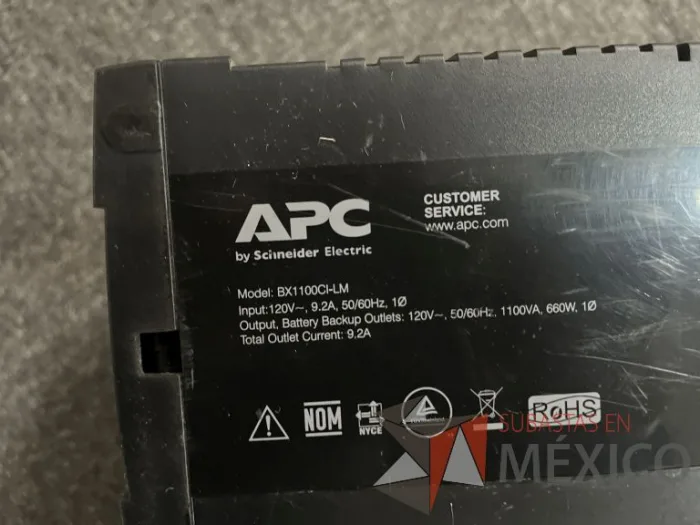 APC
by Schneider Electric
CUSTOMER
SERVICE:
www.apc.com
Model: BX1100CI-LM
Input:120V~, 9.2A, 50/60Hz, 1Ø
Output, Battery Backup Outlets: 120V~, 50/60Hz, 1100VA, 660W, 1Ø
Total Outlet Current: 9.2A
NOM
NYCE
RoHS
SUBASTAS EN
MÉXICO